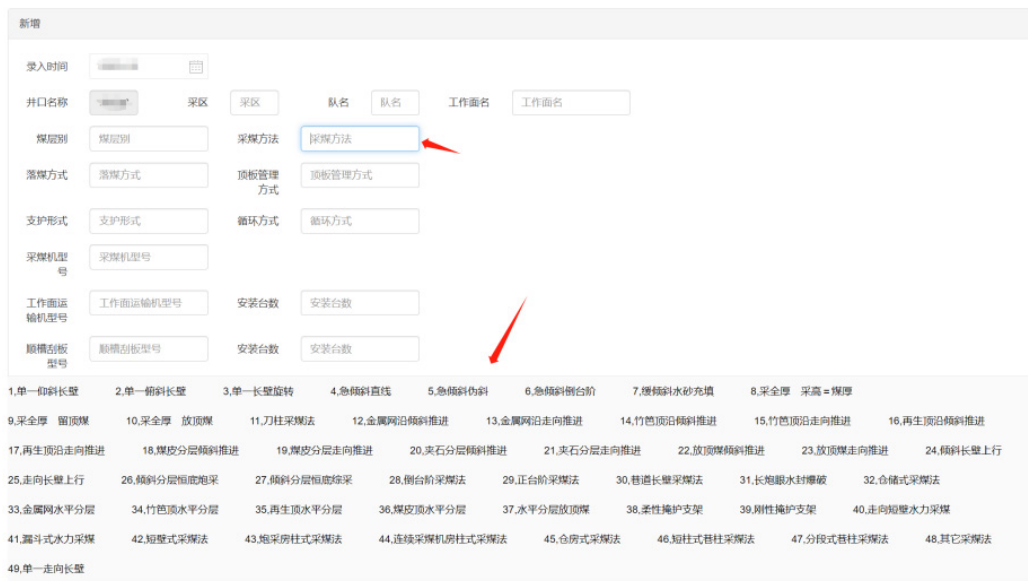 新增
录入时间
井口名称 采区 采区 队名 队名 工作面名 工作面名
煤层别 煤层别 采煤方法 采煤方法
落煤方式 落煤方式 顶板管理方式 顶板管理方式
支护形式 支护形式 循环方式 循环方式
采煤机型号 采煤机型号
工作面运输机型号 工作面运输机型号 安装台数 安装台数
顺槽刮板型号 顺槽刮板型号 安装台数 安装台数
1,单一仰斜长壁 2,单一俯斜长壁 3,单一长壁旋转 4,急倾斜直线 5,急倾斜伪斜 6,急倾斜倒台阶 7,缓倾斜水砂充填 8,采全厚 采高=煤厚
9,采全厚 留顶煤 10,采全厚 放顶煤 11,刀柱采煤法 12,金属网沿倾斜推进 13,金属网沿走向推进 14,竹笆顶沿倾斜推进 15,竹笆顶沿走向推进 16,再生顶沿倾斜推进
17,再生顶沿走向推进 18,煤皮分层倾斜推进 19,煤皮分层走向推进 20,夹石分层倾斜推进 21,夹石分层走向推进 22,放顶煤倾斜推进 23,放顶煤走向推进 24,倾斜长壁上行
25,走向长壁上行 26,倾斜分层恒底炮采 27,倾斜分层恒底综采 28,倒台阶采煤法 29,正台阶采煤法 30,巷道长壁采煤法 31,长炮眼水封爆破 32,仓储式采煤法
33,金属网水平分层 34,竹笆顶水平分层 35,再生顶水平分层 36,煤皮顶水平分层 37,水平分层放顶煤 38,柔性掩护支架 39,刚性掩护支架 40,走向短壁水力采煤
41,漏斗式水力采煤 42,短壁式采煤法 43,炮采房柱式采煤法 44,连续采煤机房柱式采煤法 45,仓房式采煤法 46,短柱式巷柱采煤法 47,分段式巷柱采煤法 48,其它采煤法
49,单一走向长壁